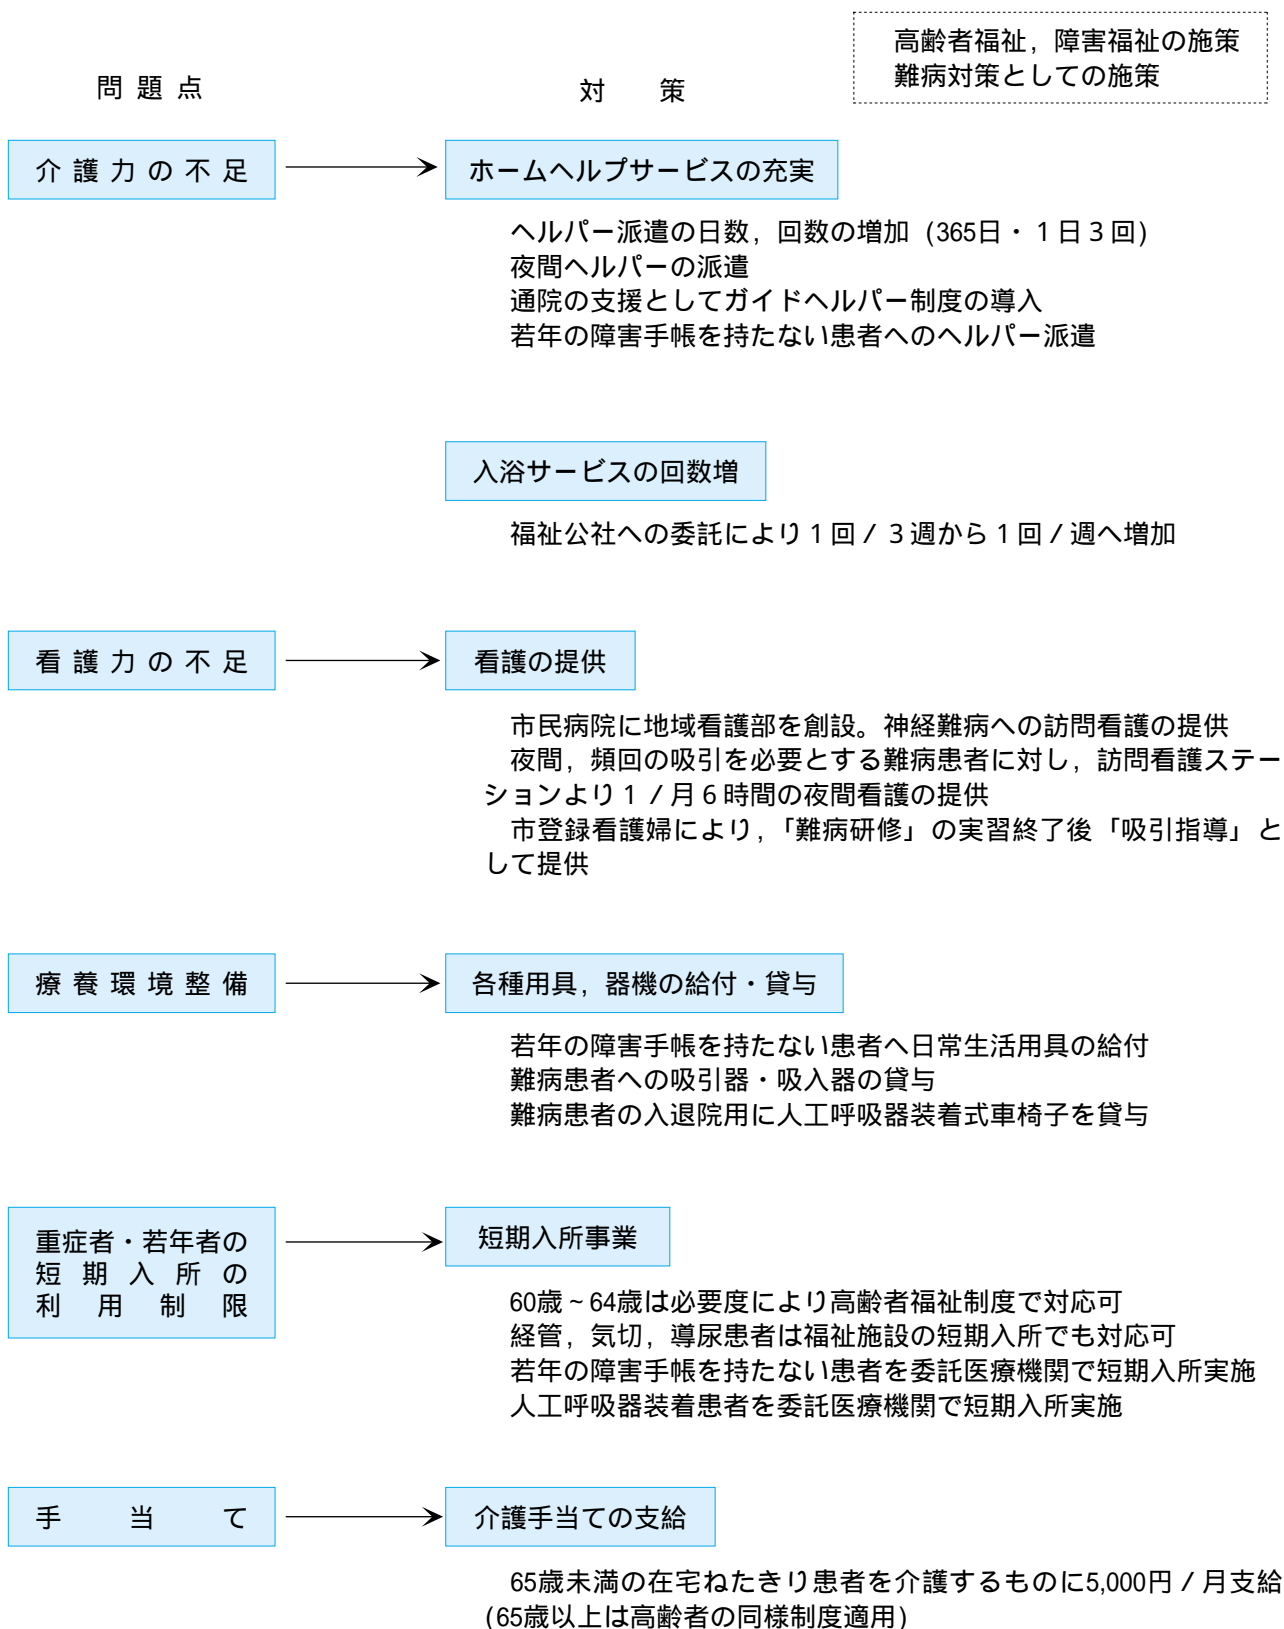 高齢者福祉，障害福祉の施策
難病対策としての施策
問題点
対　策
介護力の不足
ホームヘルプサービスの充実
ヘルパー派遣の日数，回数の増加（365日・１日３回）
夜間ヘルパーの派遣
通院の支援としてガイドヘルパー制度の導入
若年の障害手帳を持たない患者へのヘルパー派遣
入浴サービスの回数増
福祉公社への委託により１回／３週から１回／週へ増加
看護力の不足
看護の提供
市民病院に地域看護部を創設。神経難病への訪問看護の提供
夜間，頻回の吸引を必要とする難病患者に対し，訪問看護ステー
ションより１／月６時間の夜間看護の提供
市登録看護婦により，「難病研修」の実習終了後「吸引指導」と
して提供
療養環境整備
各種用具，器機の給付・貸与
若年の障害手帳を持たない患者へ日常生活用具の給付
難病患者への吸引器・吸入器の貸与
難病患者の入退院用に人工呼吸器装着式車椅子を貸与
重症者・若年者の
短期入所の
利用制限
短期入所事業
60歳～64歳は必要度により高齢者福祉制度で対応可
経管，気切，導尿患者は福祉施設の短期入所でも対応可
若年の障害手帳を持たない患者を委託医療機関で短期入所実施
人工呼吸器装着患者を委託医療機関で短期入所実施
手当て
介護手当ての支給
65歳未満の在宅ねたきり患者を介護するものに5,000円／月支給
（65歳以上は高齢者の同様制度適用）